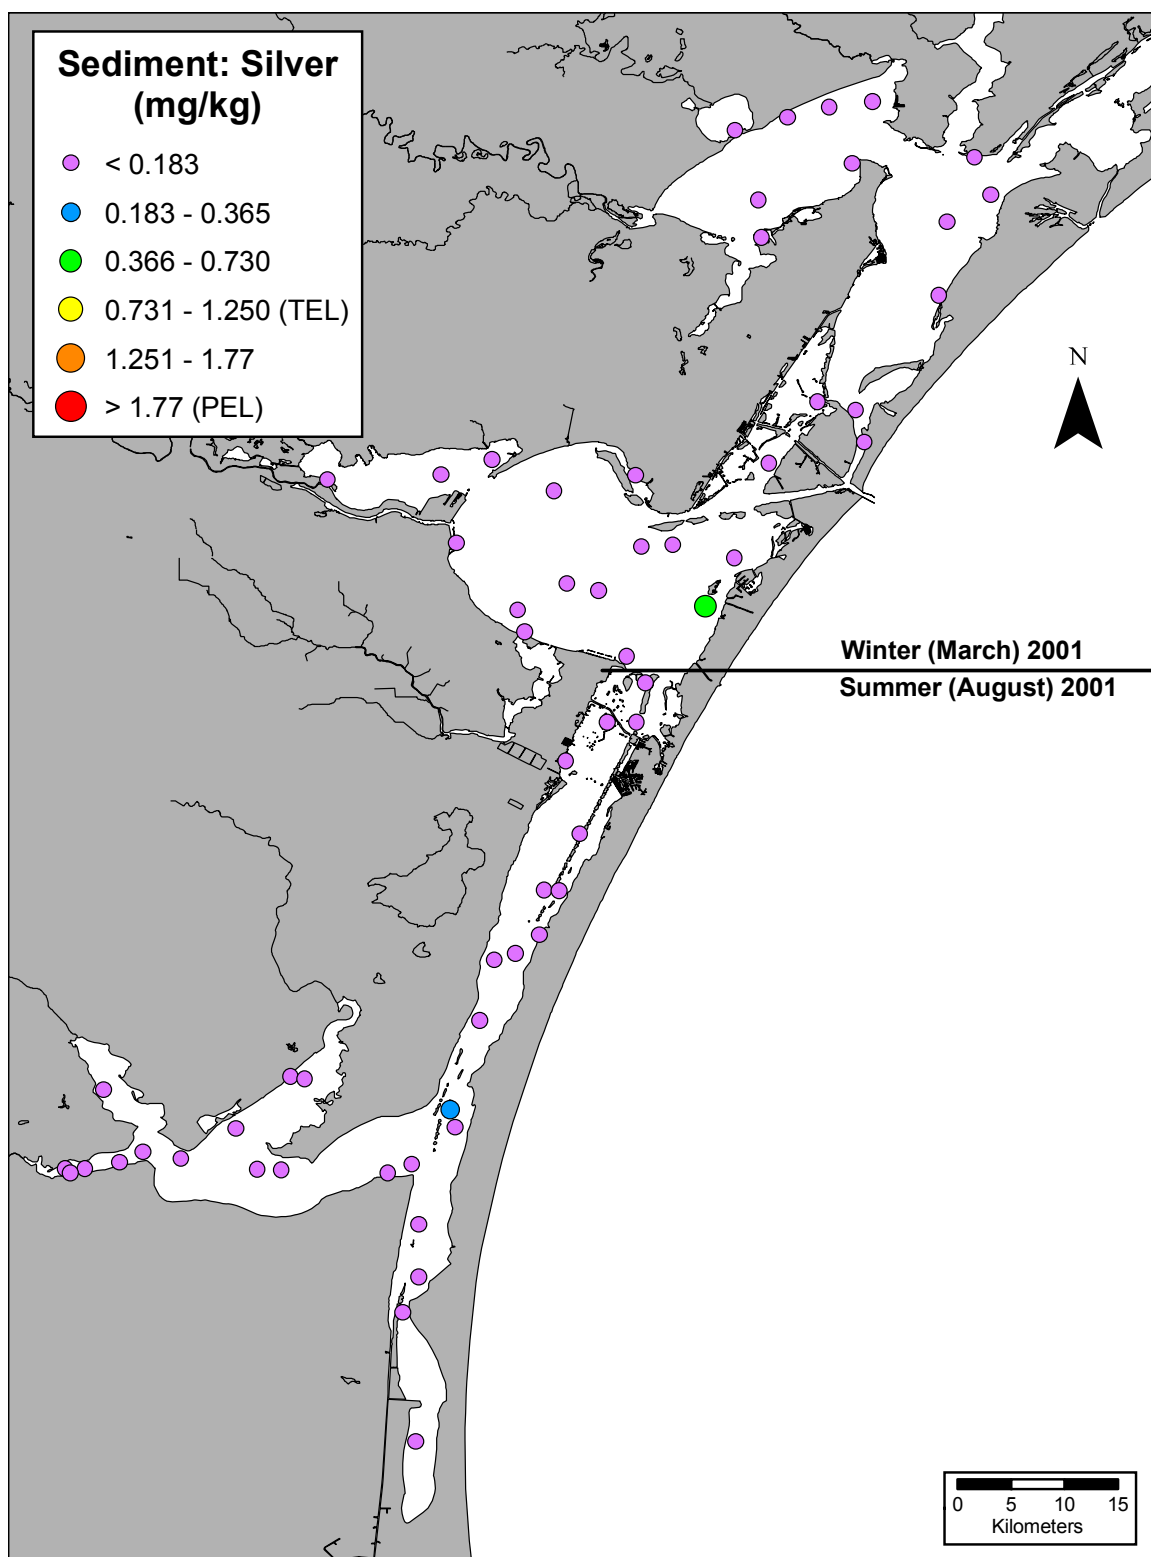 Sediment: Silver
(mg/kg)
< 0.183
0.183 - 0.365
0.366 - 0.730
0.731 - 1.250 (TEL)
1.251 - 1.77
> 1.77 (PEL)
N
Winter (March) 2001
Summer (August) 2001
0 5 10 15
Kilometers